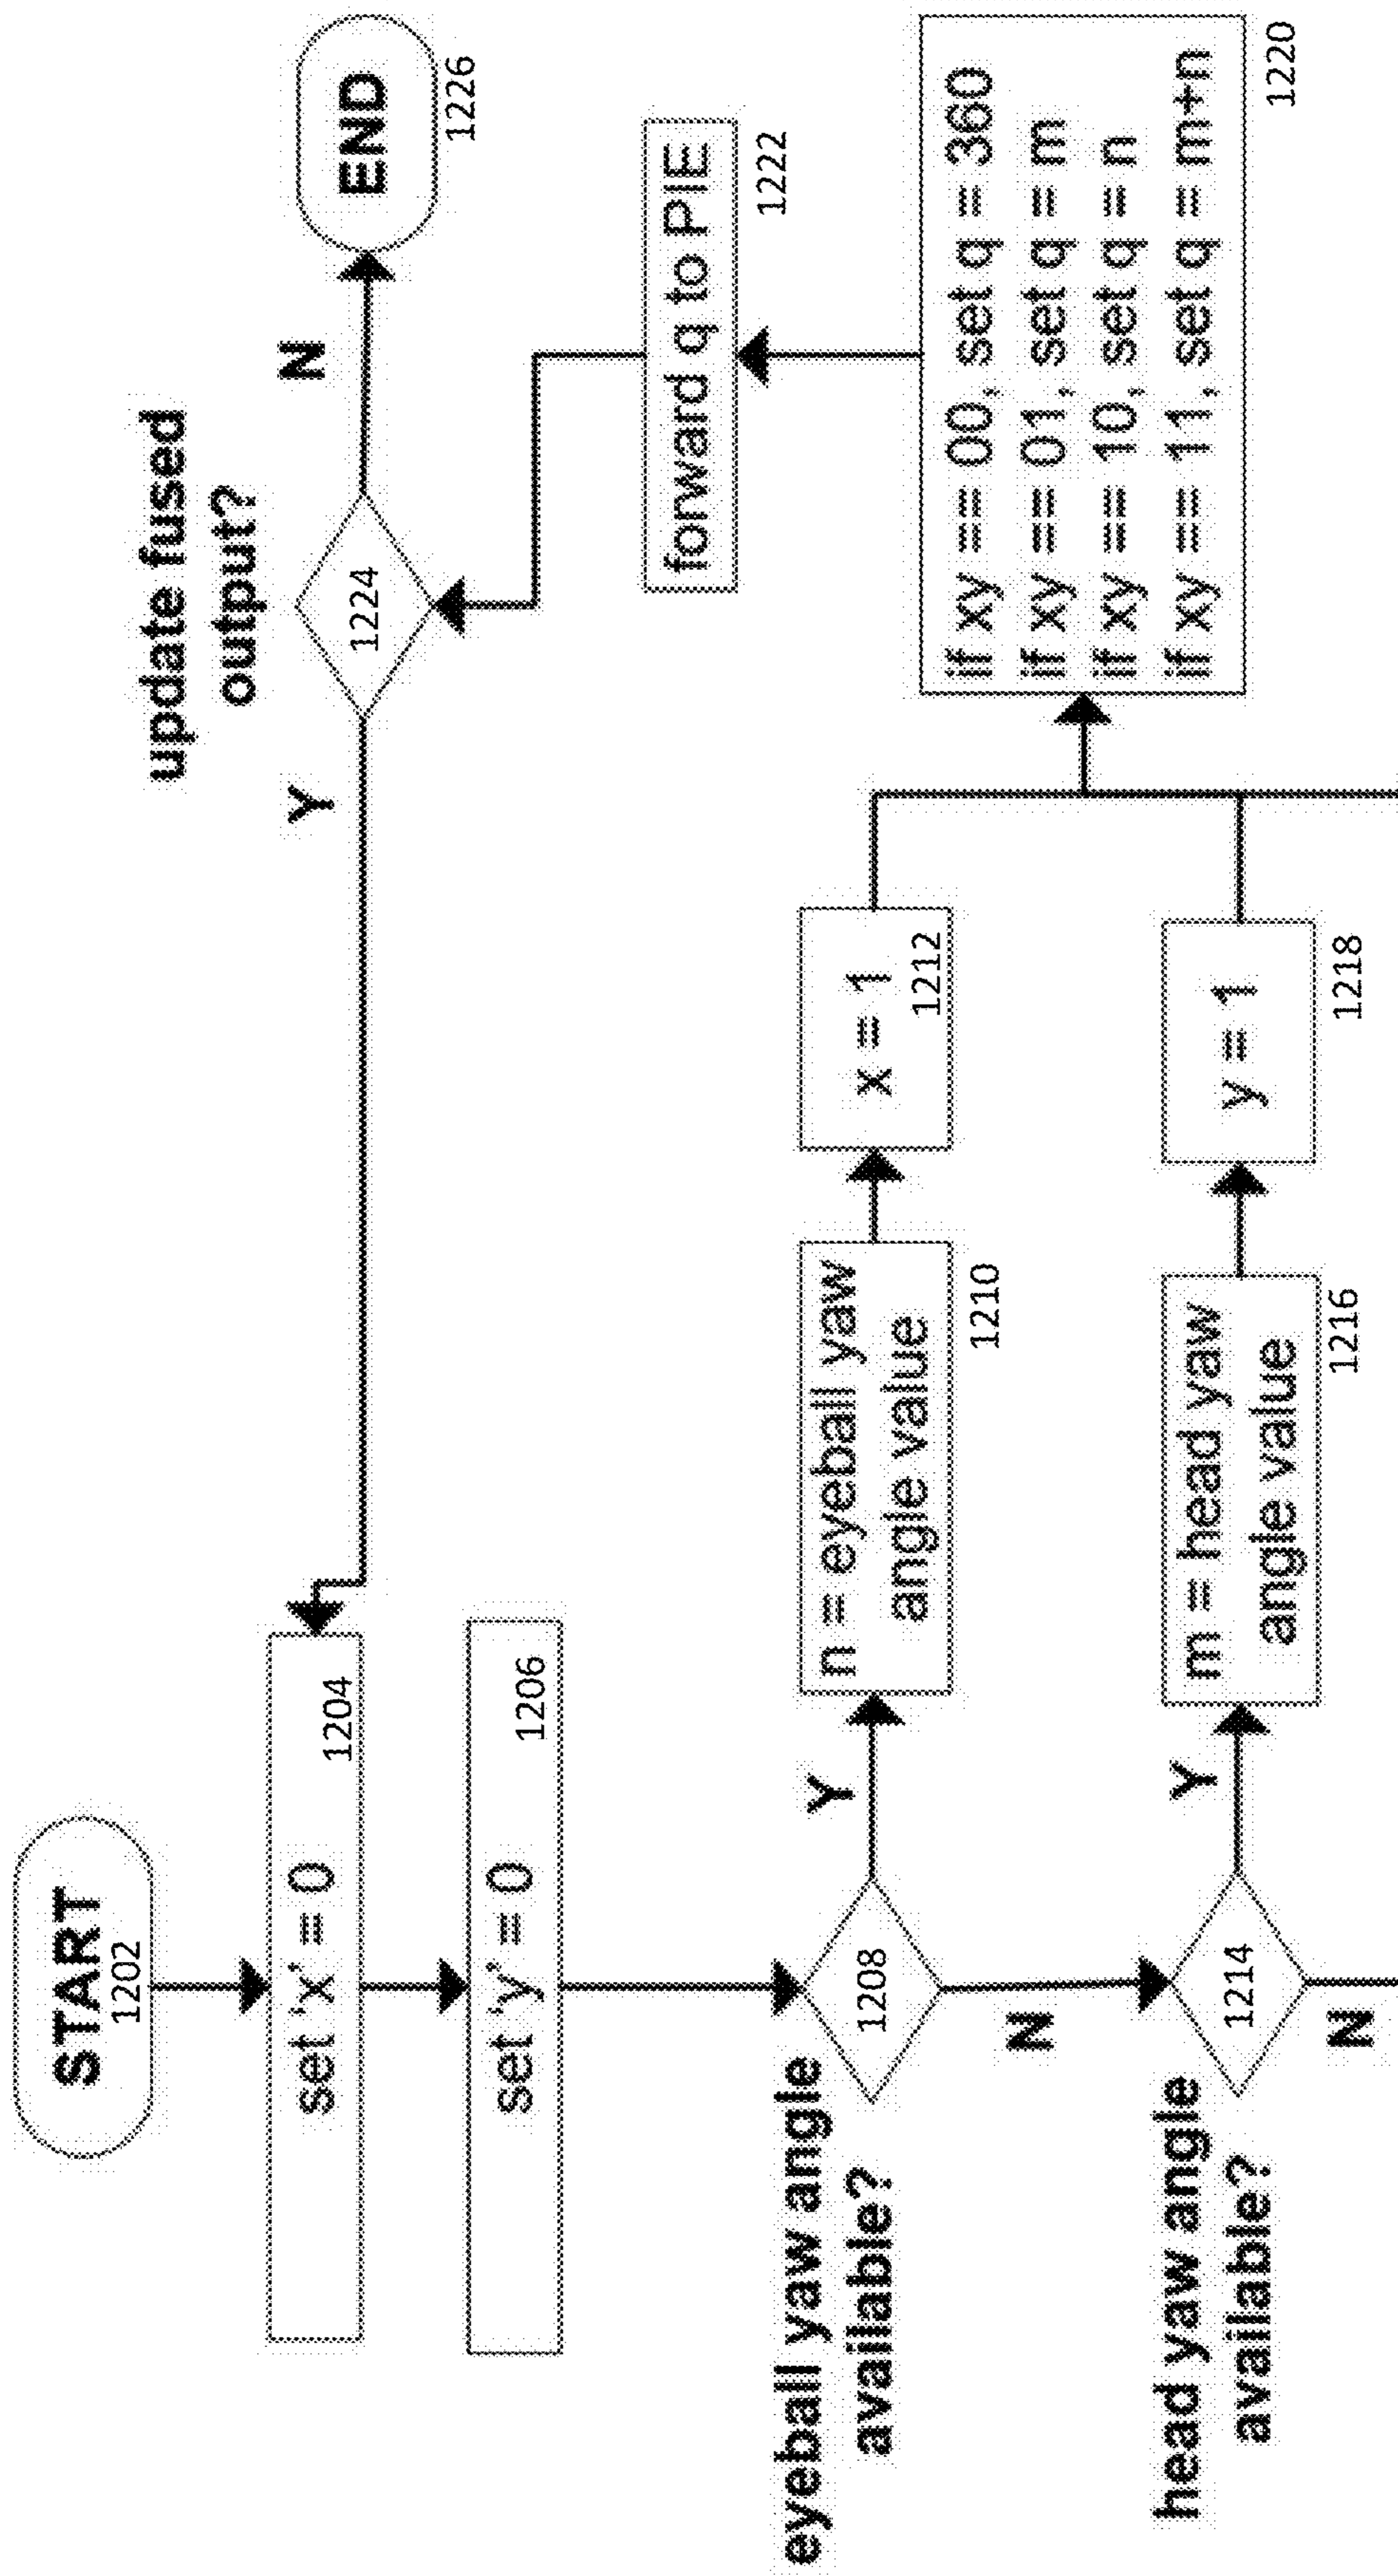 START
1202
set 'x' = 0
1204
set 'y' = 0
1206
eyeball yaw angle
available?
1208
Y
N
n = eyeball yaw
angle value
1210
x = 1
1212
head yaw angle
available?
1214
Y
N
m = head yaw
angle value
1216
y = 1
1218
if xy == 00, set q = 360
if xy == 01, set q = m
if xy == 10, set q = n
if xy == 11, set q = m+n
1220
forward q to PIE
1222
update fused
output?
1224
Y
N
END
1226